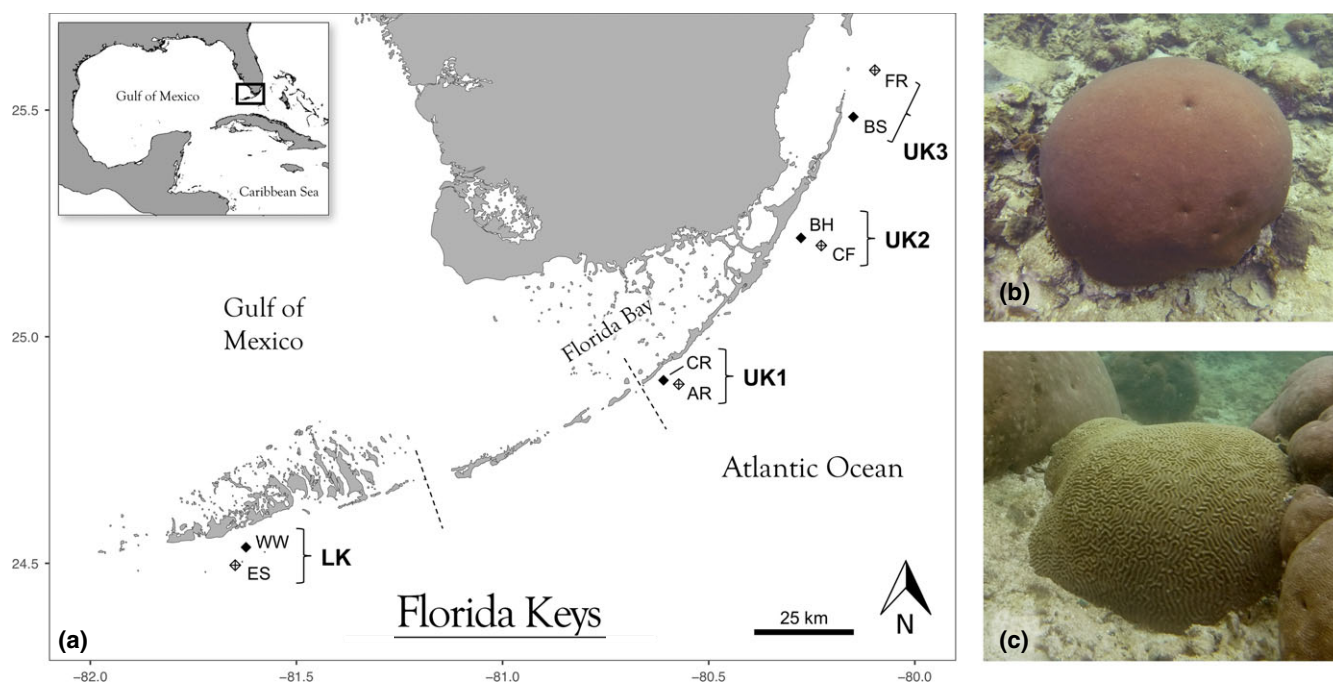 Gulf of Mexico
Caribbean Sea
25.5
25.0
24.5
FR
BS
UK3
BH
CF
UK2
Gulf of
Mexico
Florida Bay
CR
AR
UK1
Atlantic Ocean
WW
ES
LK
Florida Keys
25 km
N
(a)
−82.0
−81.5
−81.0
−80.5
−80.0
(b)
(c)